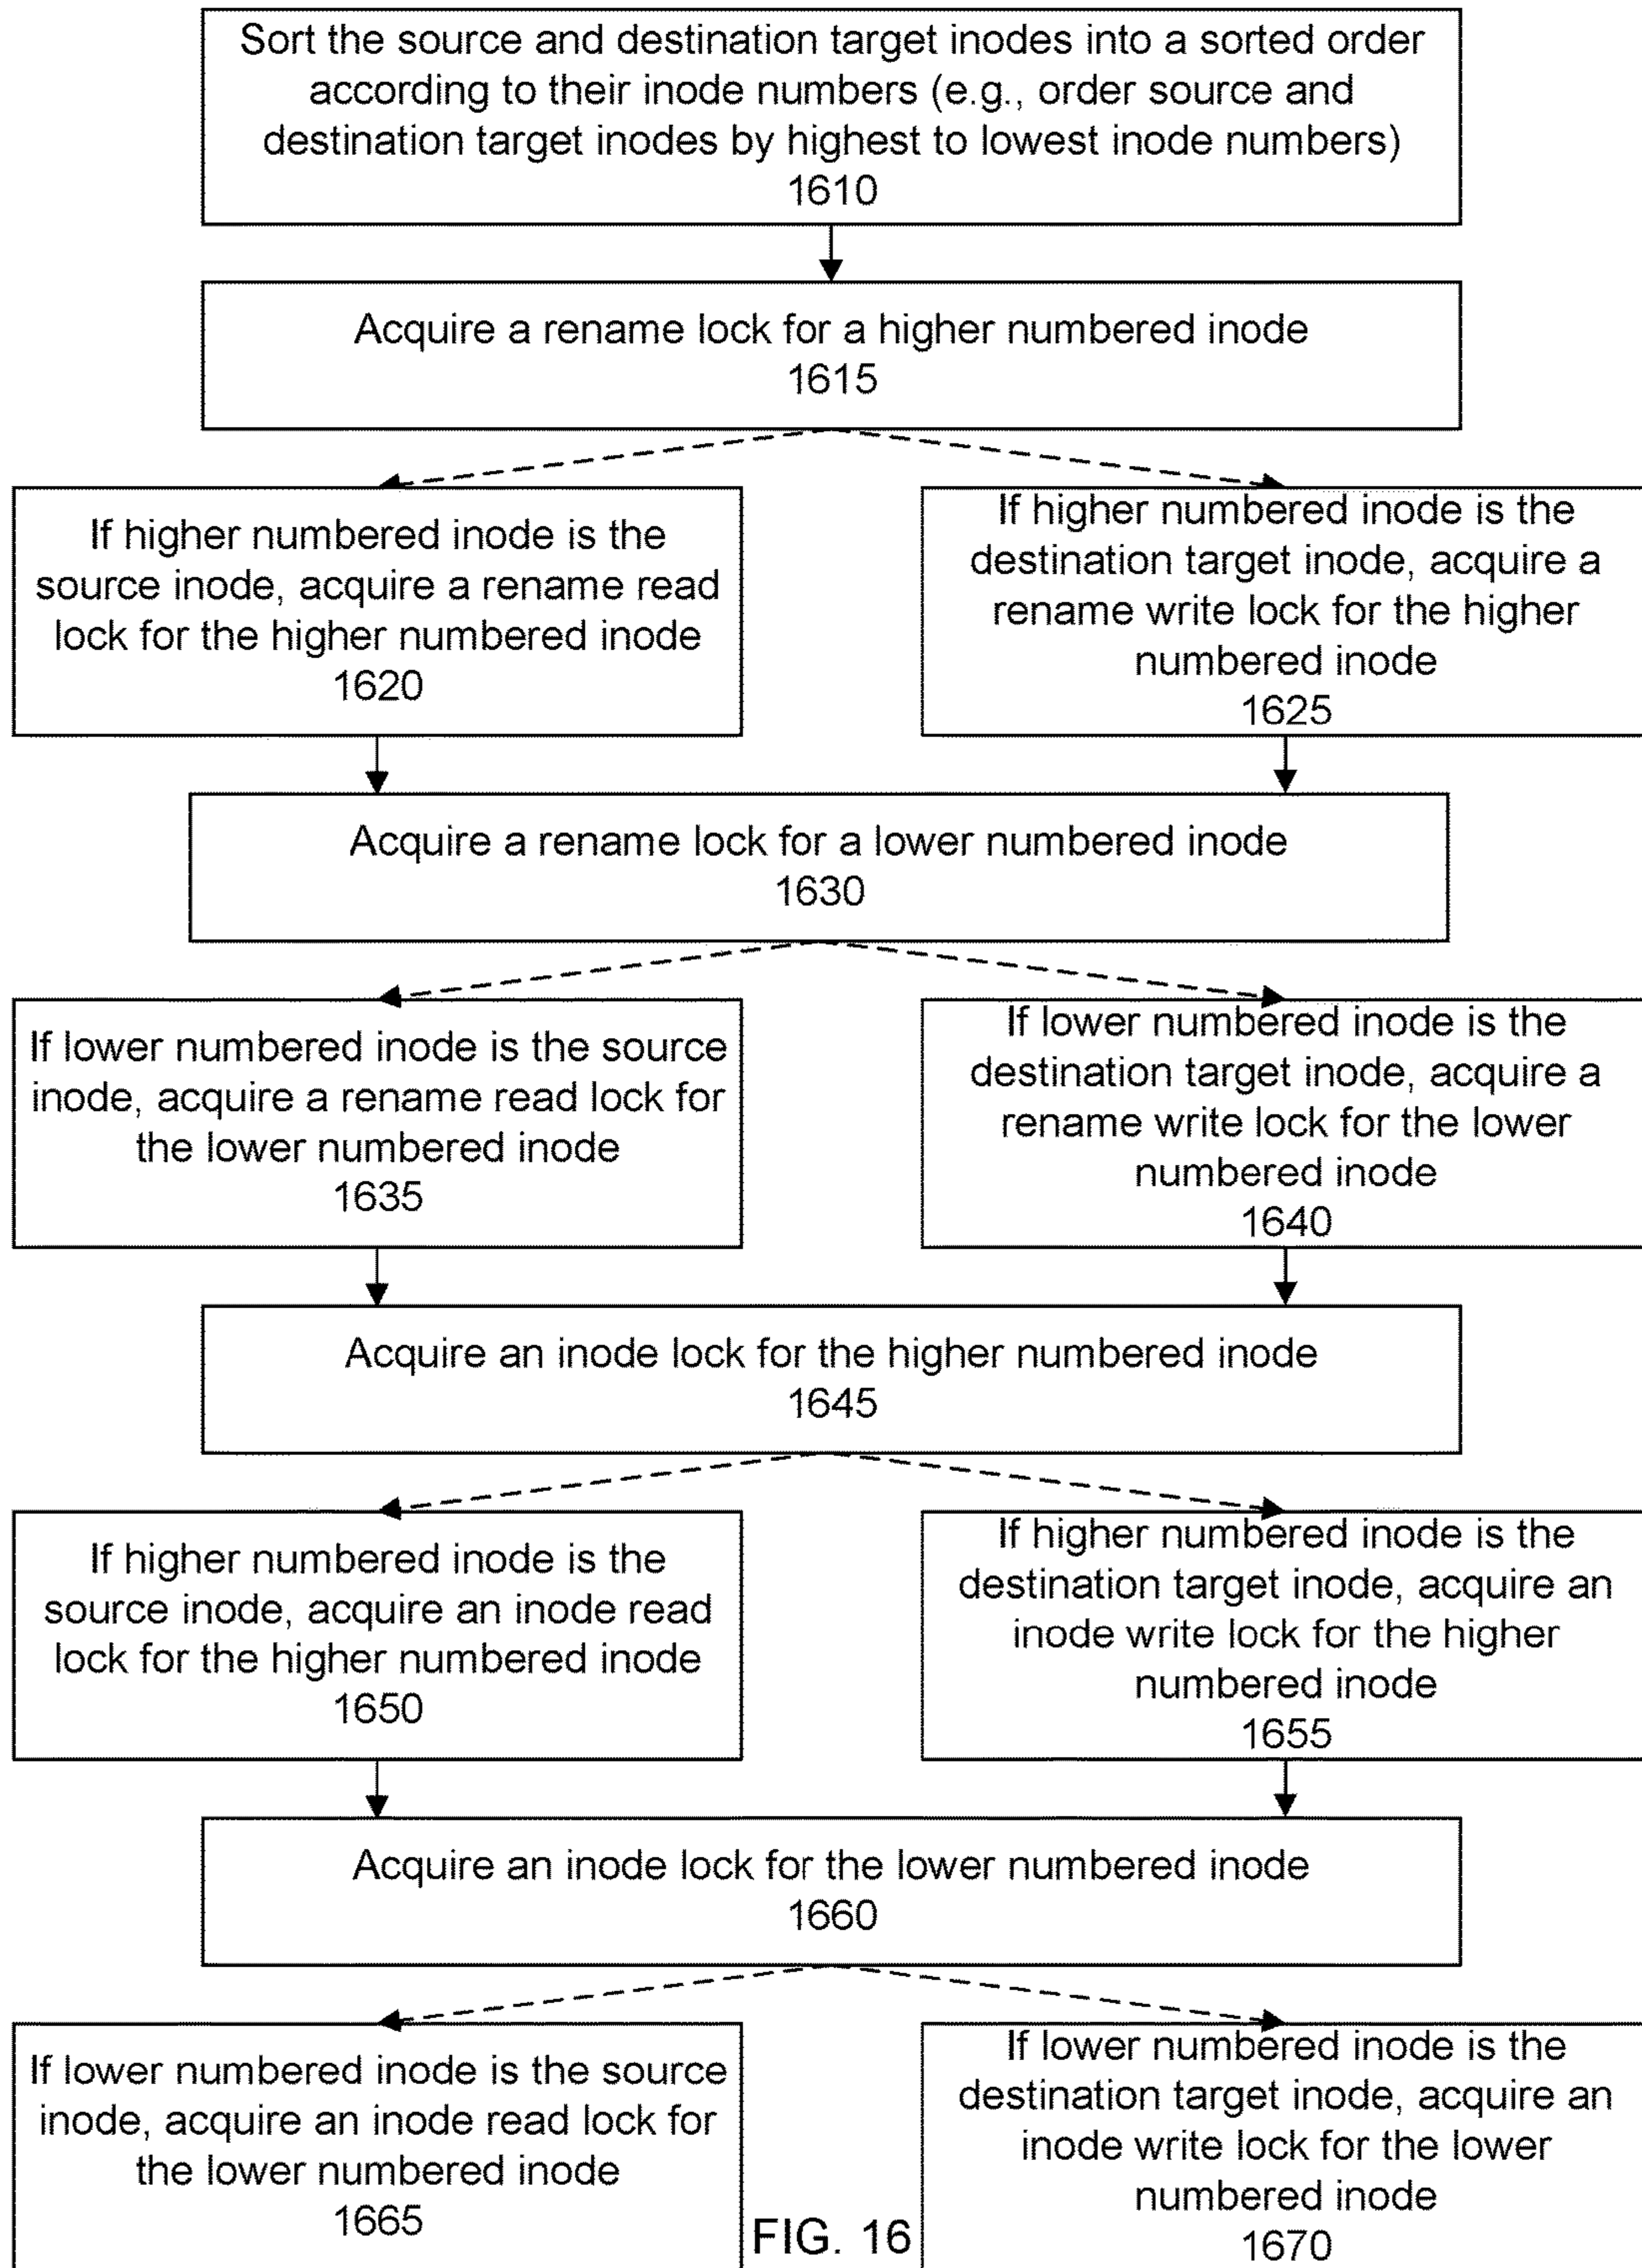 Sort the source and destination target inodes into a sorted order
according to their inode numbers (e.g., order source and
destination target inodes by highest to lowest inode numbers)
1610
Acquire a rename lock for a higher numbered inode
1615
If higher numbered inode is the
source inode, acquire a rename read
lock for the higher numbered inode
1620
If higher numbered inode is the
destination target inode, acquire a
rename write lock for the higher
numbered inode
1625
Acquire a rename lock for a lower numbered inode
1630
If lower numbered inode is the source
inode, acquire a rename read lock for
the lower numbered inode
1635
If lower numbered inode is the
destination target inode, acquire a
rename write lock for the lower
numbered inode
1640
Acquire an inode lock for the higher numbered inode
1645
If higher numbered inode is the
source inode, acquire an inode read
lock for the higher numbered inode
1650
If higher numbered inode is the
destination target inode, acquire an
inode write lock for the higher
numbered inode
1655
Acquire an inode lock for the lower numbered inode
1660
If lower numbered inode is the source
inode, acquire an inode read lock for
the lower numbered inode
1665
If lower numbered inode is the
destination target inode, acquire an
inode write lock for the lower
numbered inode
1670
FIG. 16